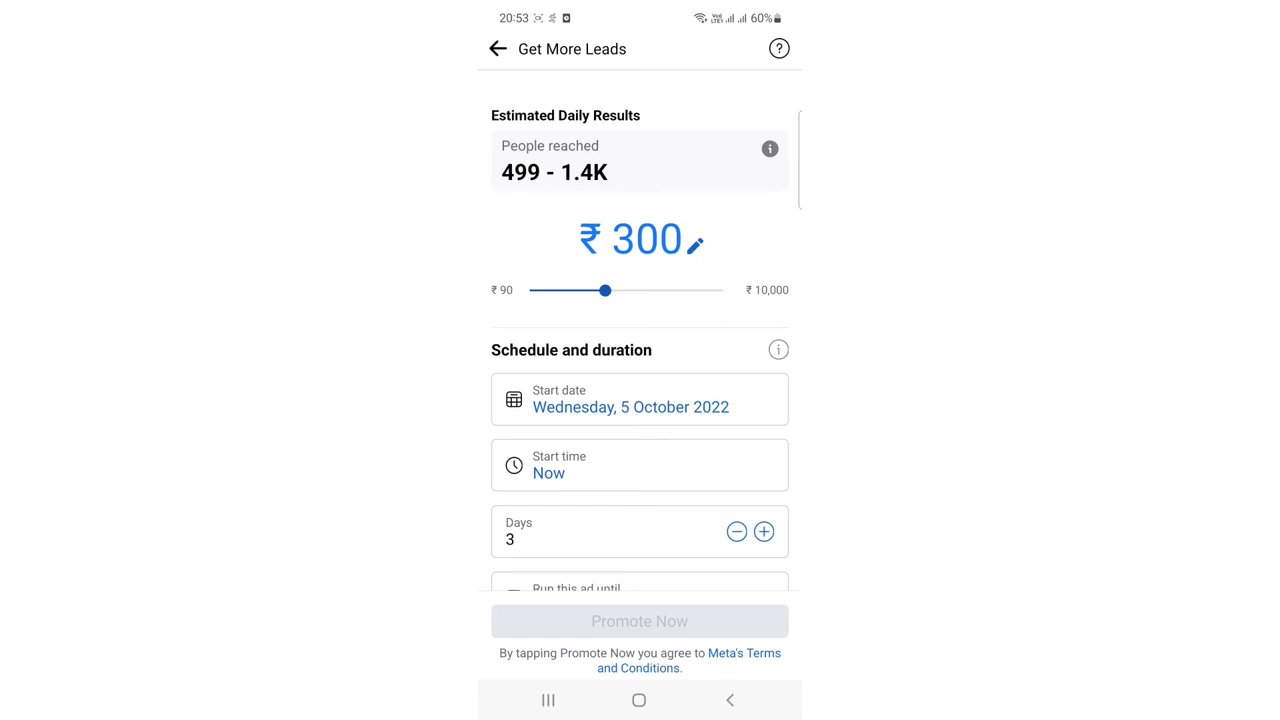 20:53 60%
Get More Leads
Estimated Daily Results
People reached
499 - 1.4K
₹ 300
₹ 90 ₹ 10,000
Schedule and duration
Start date
Wednesday, 5 October 2022
Start time
Now
Days
3
Run this ad until
Promote Now
By tapping Promote Now you agree to Meta's Terms
and Conditions.